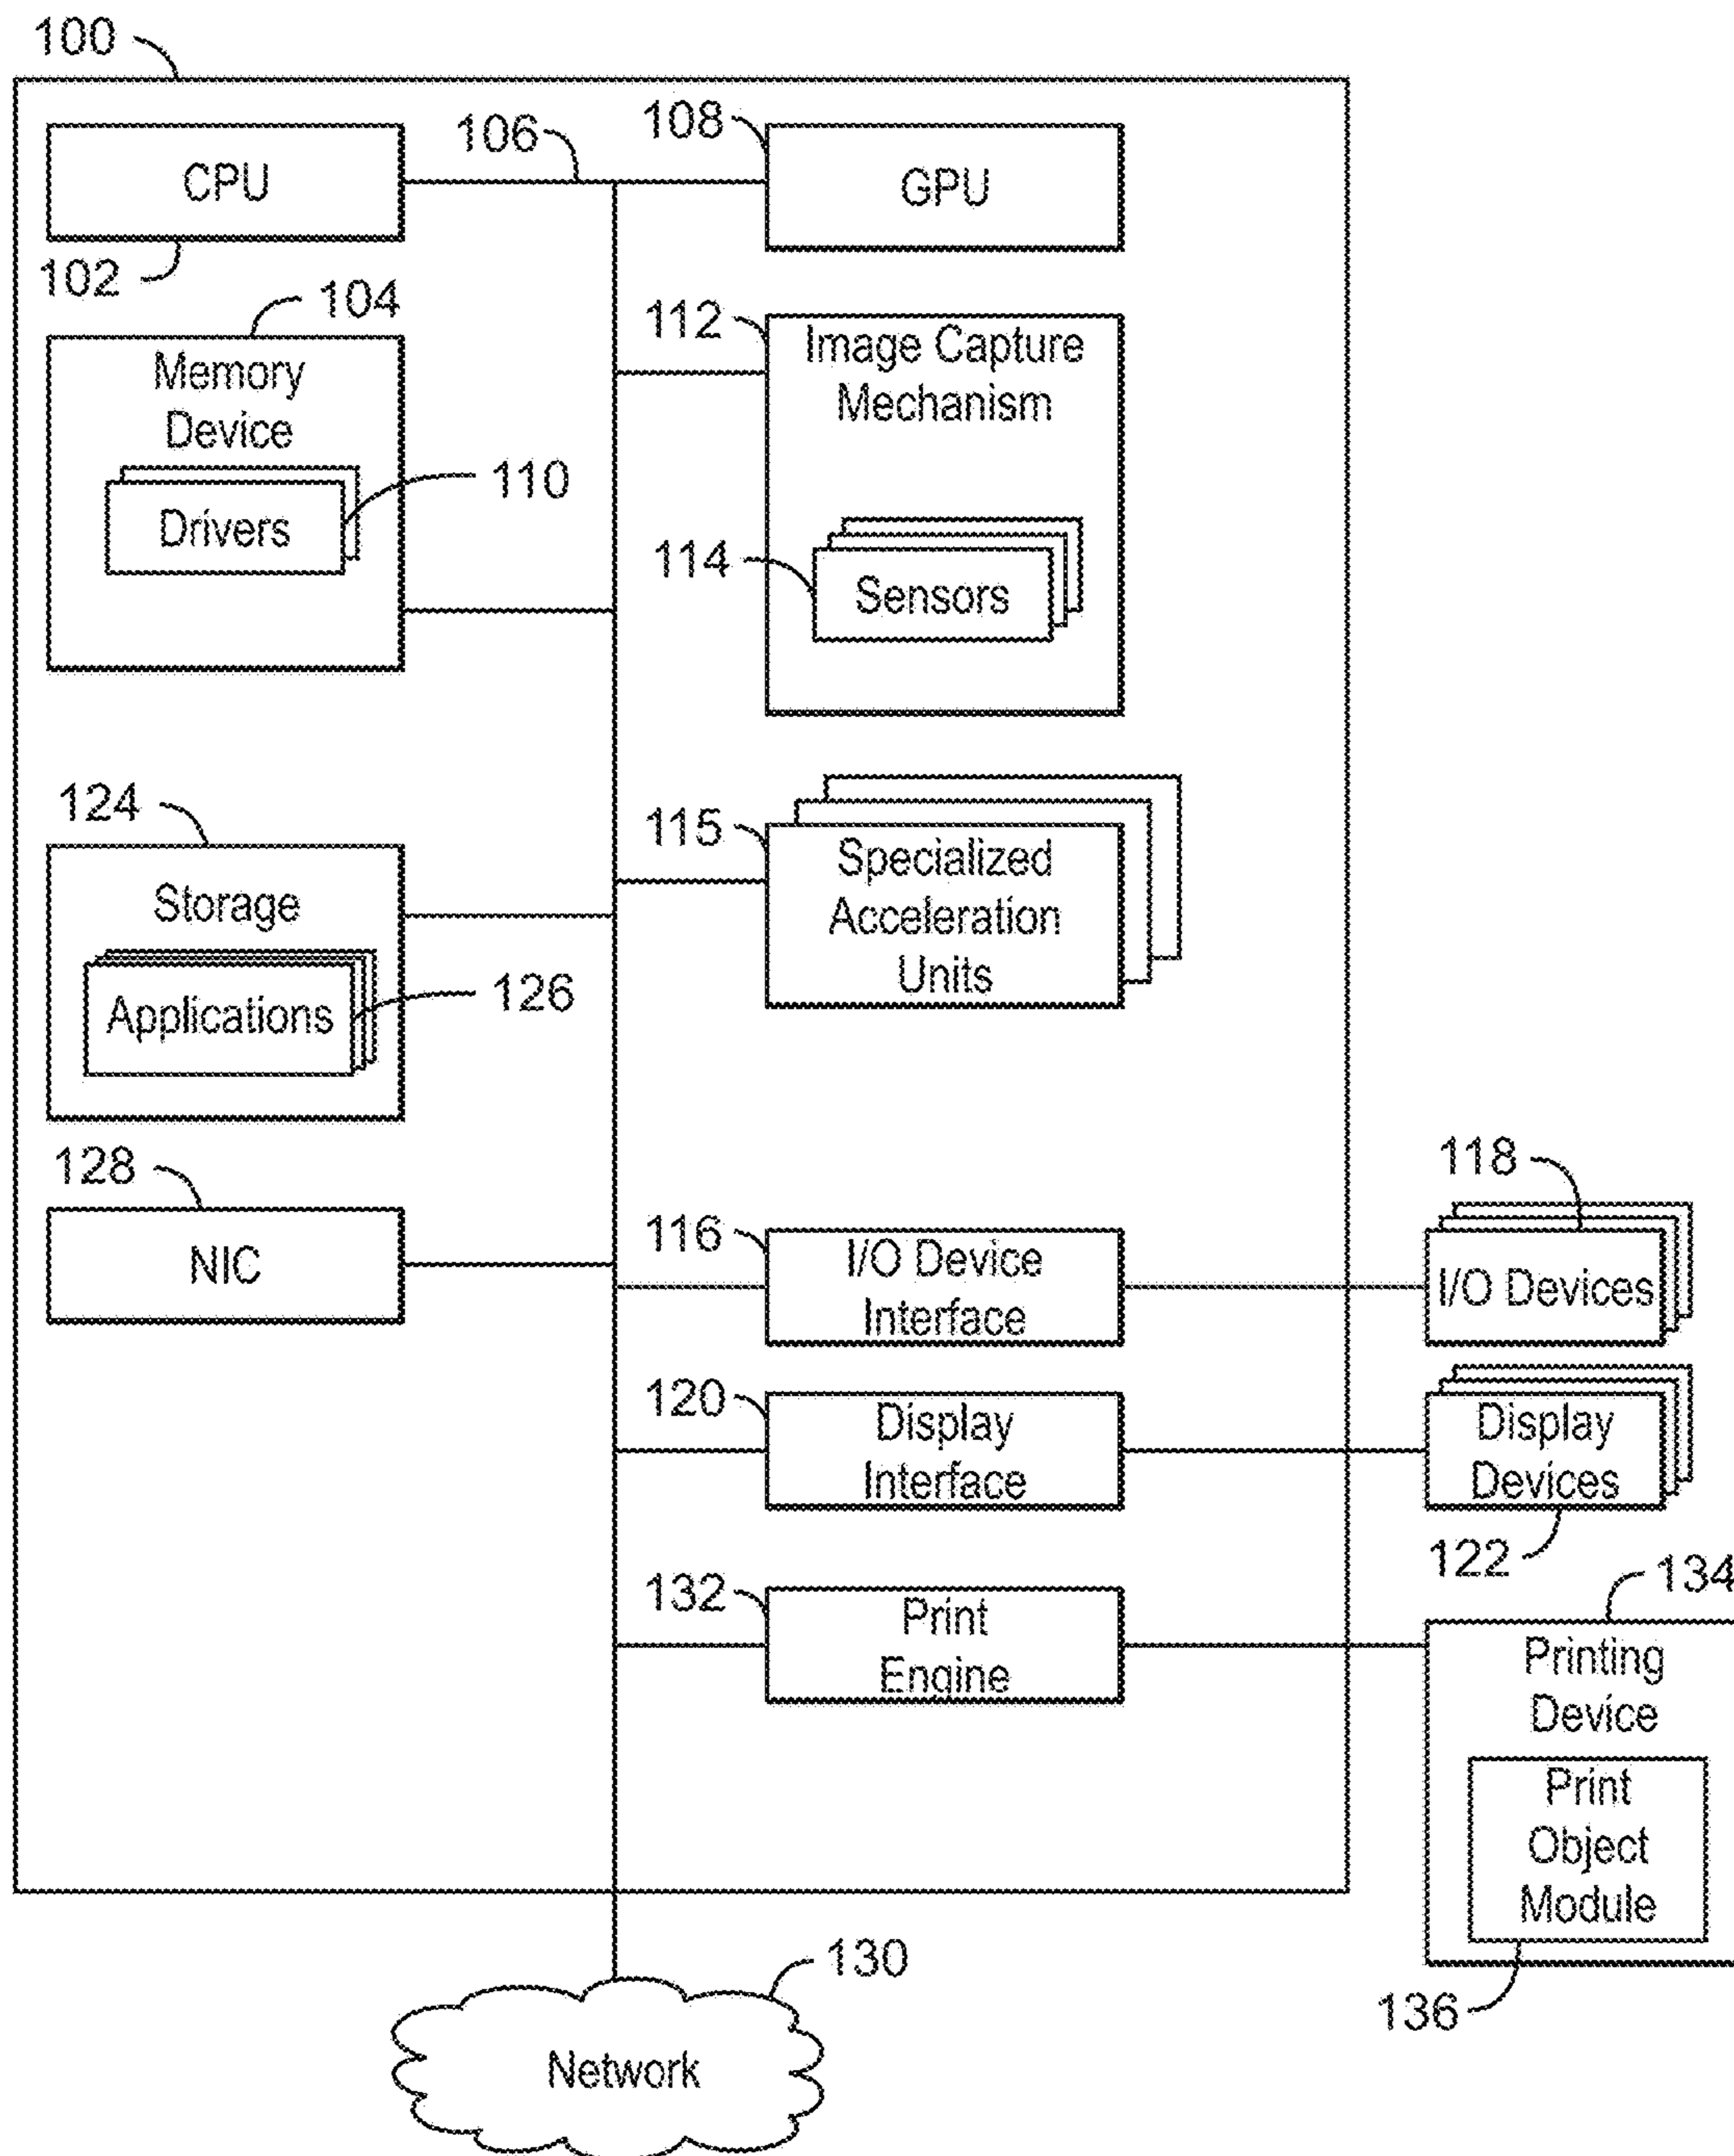 100
CPU
102
106
108
GPU
104
Memory
Device
Drivers
110
112
Image Capture
Mechanism
114
Sensors
124
Storage
Applications
126
115
Specialized
Acceleration
Units
128
NIC
116
I/O Device
Interface
118
I/O Devices
120
Display
Interface
Display
Devices
122
132
Print
Engine
134
Printing
Device
Print
Object
Module
136
130
Network